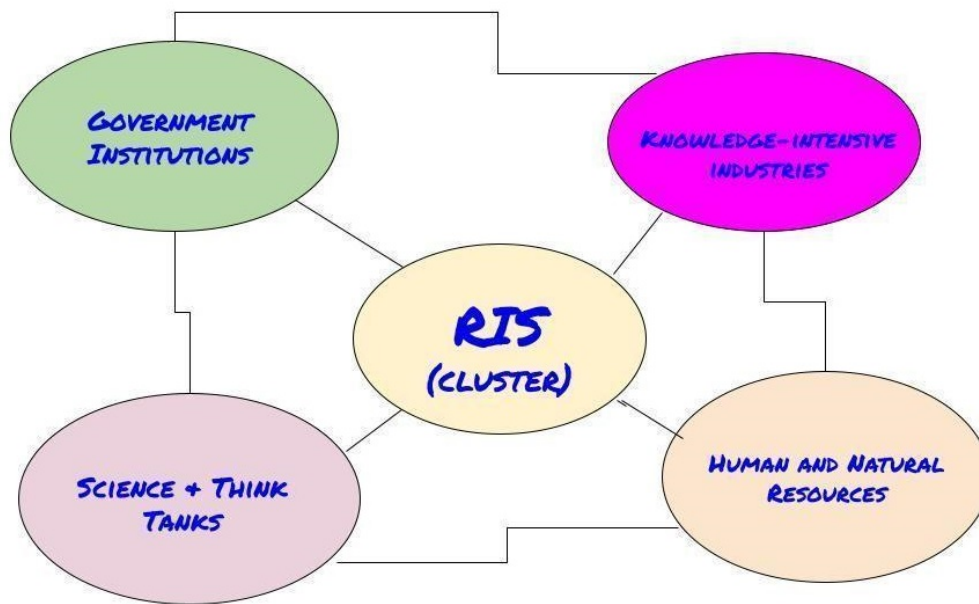 Government
Institutions
Knowledge-intensive
industries
RIS
(cluster)
Science + Think
Tanks
Human and Natural
Resources